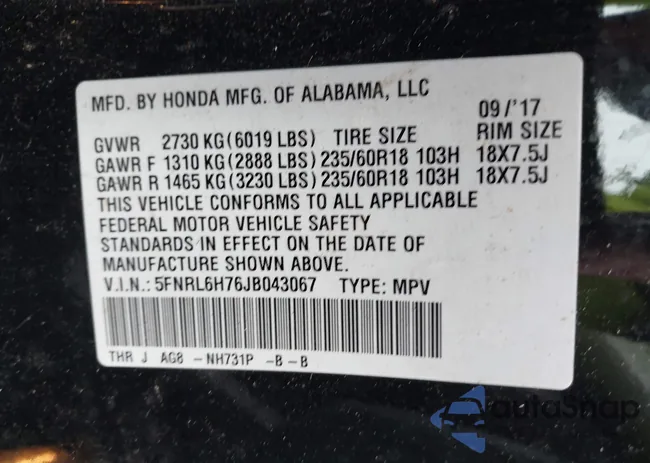 MFD. BY HONDA MFG. OF ALABAMA, LLC 09/'17
GVWR 2730 KG(6019 LBS) TIRE SIZE RIM SIZE
GAWR F 1310 KG(2888 LBS) 235/60R18 103H 18X7.5J
GAWR R 1465 KG(3230 LBS) 235/60R18 103H 18X7.5J
THIS VEHICLE CONFORMS TO ALL APPLICABLE
FEDERAL MOTOR VEHICLE SAFETY
STANDARDS IN EFFECT ON THE DATE OF
MANUFACTURE SHOWN ABOVE.
V.I.N.: 5FNRL6H76JB043067 TYPE: MPV
THR J AG8 -NH731P -B-B
autoSnap